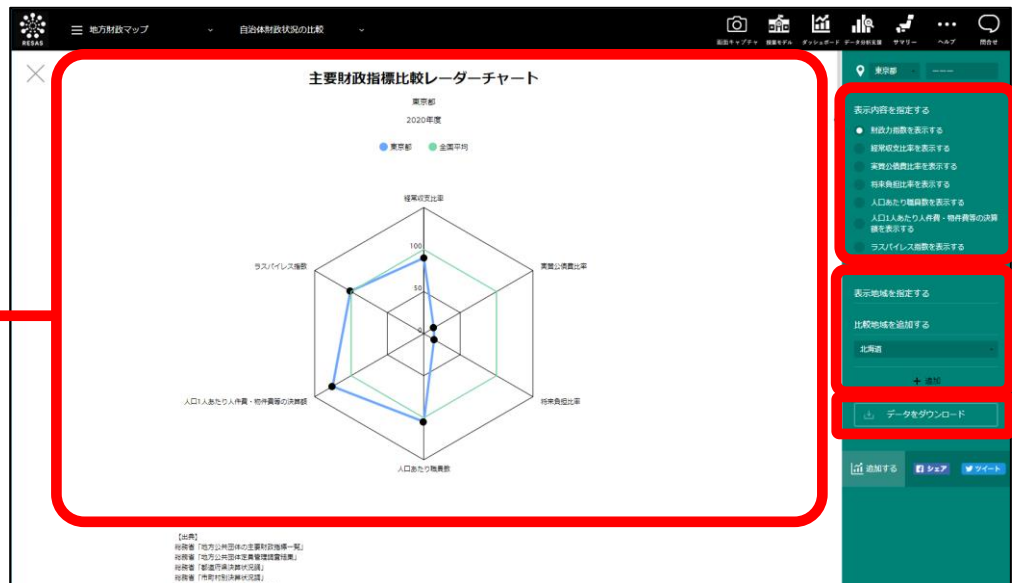 RESAS
地方財政マップ
自治体財政状況の比較
画面キャプチャ 授業モデル ダッシュボード データ分析支援 サマリー ヘルプ 問合せ
主要財政指標比較レーダーチャート
東京都
2020年度
東京都 全国平均
経常収支比率
ラスパイレス指数
実質公債費比率
100
50
0
人口1人あたり人件費・物件費等の決算額
将来負担比率
人口あたり職員数
【出典】
総務省「地方公共団体の主要財政指標一覧」
総務省「地方公共団体定員管理調査結果」
総務省「都道府県決算状況調」
総務省「市町村別決算状況調」
東京都 ---
表示内容を指定する
財政力指数を表示する
経常収支比率を表示する
実質公債費比率を表示する
将来負担比率を表示する
人口あたり職員数を表示する
人口1人あたり人件費・物件費等の決算
額を表示する
ラスパイレス指数を表示する
表示地域を指定する
比較地域を追加する
北海道
+ 追加
データをダウンロード
追加する シェア ツイート